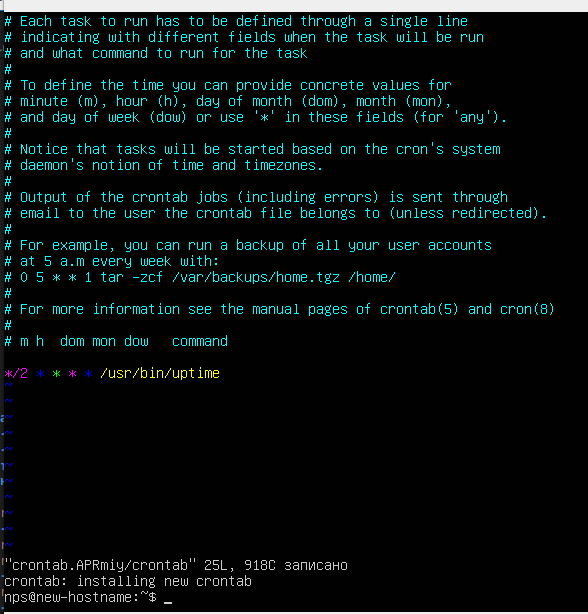 # Each task to run has to be defined through a single line
# indicating with different fields when the task will be run
# and what command to run for the task
#
# To define the time you can provide concrete values for
# minute (m), hour (h), day of month (dom), month (mon),
# and day of week (dow) or use '*' in these fields (for 'any').
#
# Notice that tasks will be started based on the cron's system
# daemon's notion of time and timezones.
#
# Output of the crontab jobs (including errors) is sent through
# email to the user the crontab file belongs to (unless redirected).
#
# For example, you can run a backup of all your user accounts
# at 5 a.m every week with:
# 0 5 * * 1 tar -zcf /var/backups/home.tgz /home/
#
# For more information see the manual pages of crontab(5) and cron(8)
#
# m h  dom mon dow   command

*/2 * * * * /usr/bin/uptime
~
~
~
~
~
~
~
~
~
~
~
"crontab.APRmiy/crontab" 25L, 918C записано
crontab: installing new crontab
nps@new-hostname:~$ _